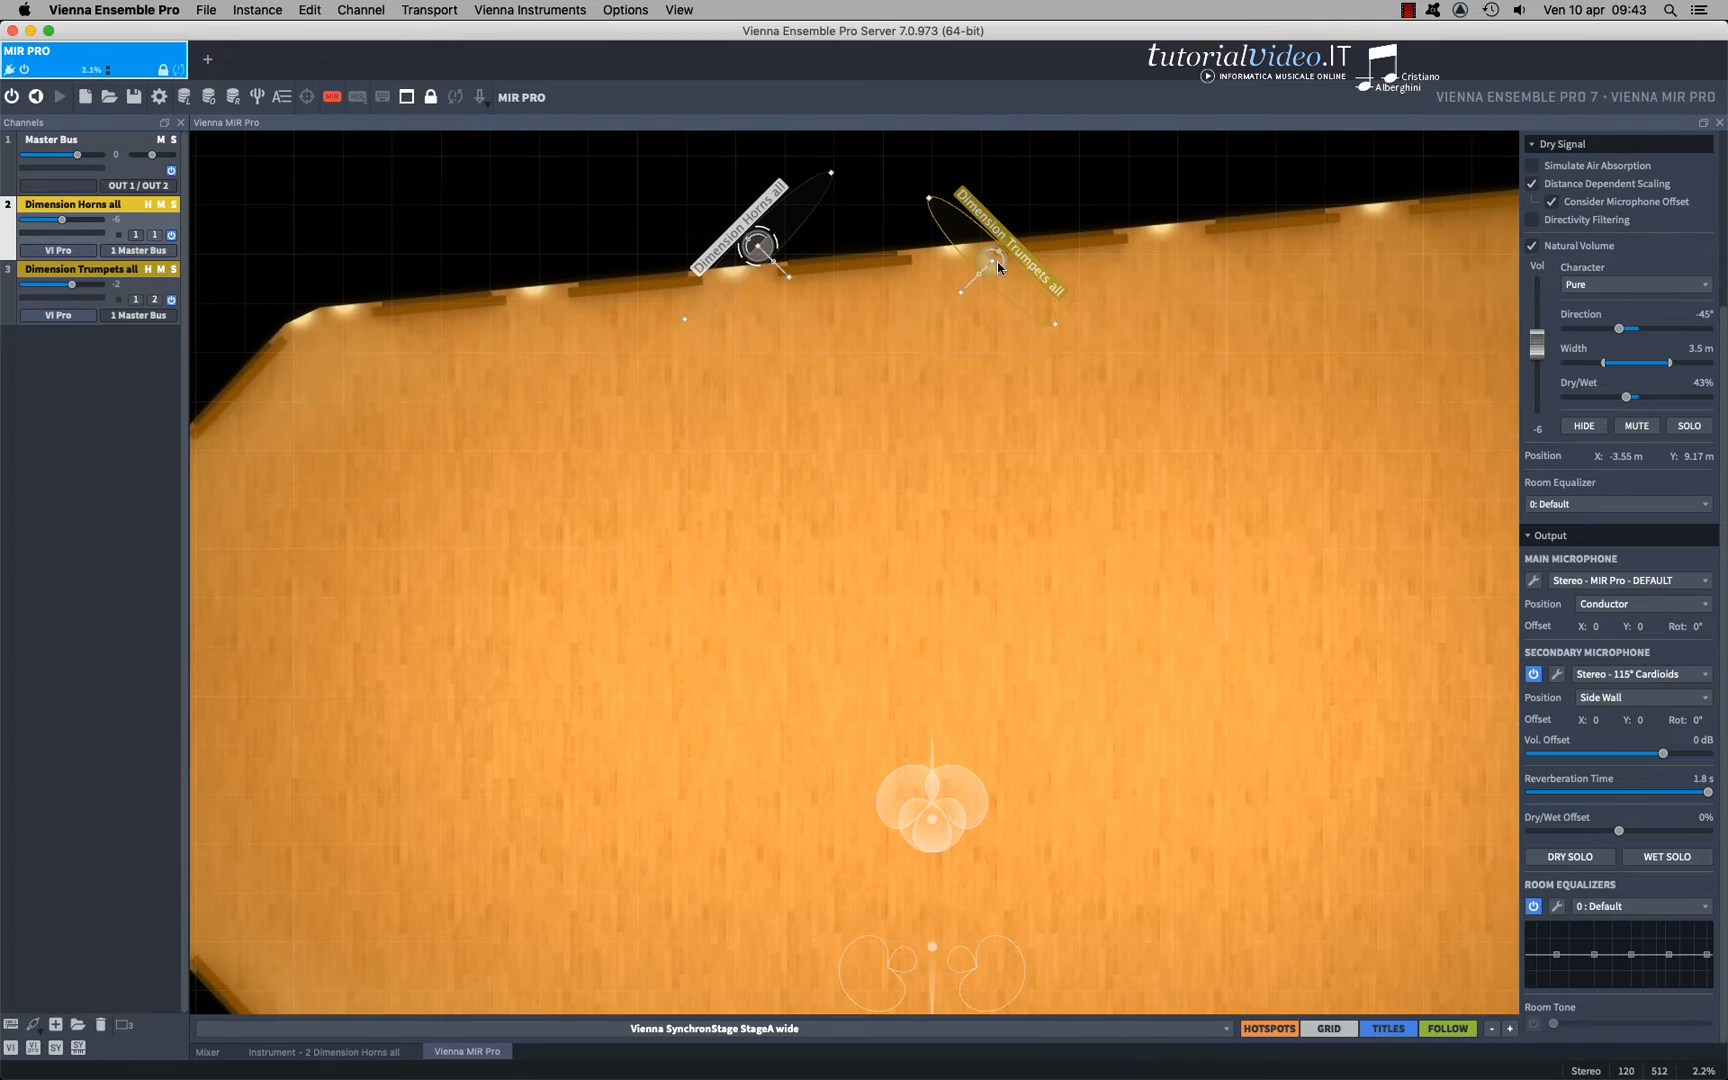 Vienna Ensemble Pro File Instance Edit Channel Transport Vienna Instruments Options View Ven 10 apr 09:43
Vienna Ensemble Pro Server 7.0.973 (64-bit)
MIR PRO
2.1%
+
tutorialvideo.IT
INFORMATICA MUSICALE ONLINE
Cristiano
Alberghini
MIR
MIR PRO
VIENNA ENSEMBLE PRO 7 • VIENNA MIR PRO
Channels
Vienna MIR Pro
1 Master Bus M S
0
OUT 1 / OUT 2
2 Dimension Horns all H M S
-6
1 1
VI Pro 1 Master Bus
3 Dimension Trumpets all H M S
-2
1 2
VI Pro 1 Master Bus
Dimension Horns all
Dimension Trumpets all
Dry Signal
Simulate Air Absorption
Distance Dependent Scaling
Consider Microphone Offset
Directivity Filtering
Natural Volume
Vol
Character
Pure
Direction -45°
Width 3.5 m
Dry/Wet 43%
-6
HIDE MUTE SOLO
Position X: -3.55 m Y: 9.17 m
Room Equalizer
0: Default
Output
MAIN MICROPHONE
Stereo - MIR Pro - DEFAULT
Position Conductor
Offset X: 0 Y: 0 Rot: 0°
SECONDARY MICROPHONE
Stereo - 115° Cardioids
Position Side Wall
Offset X: 0 Y: 0 Rot: 0°
Vol. Offset 0 dB
Reverberation Time 1.8 s
Dry/Wet Offset 0%
DRY SOLO WET SOLO
ROOM EQUALIZERS
0 : Default
Room Tone
Vienna SynchronStage StageA wide
HOTSPOTS GRID TITLES FOLLOW - +
Mixer Instrument - 2 Dimension Horns all Vienna MIR Pro
Stereo 120 512 2.2%